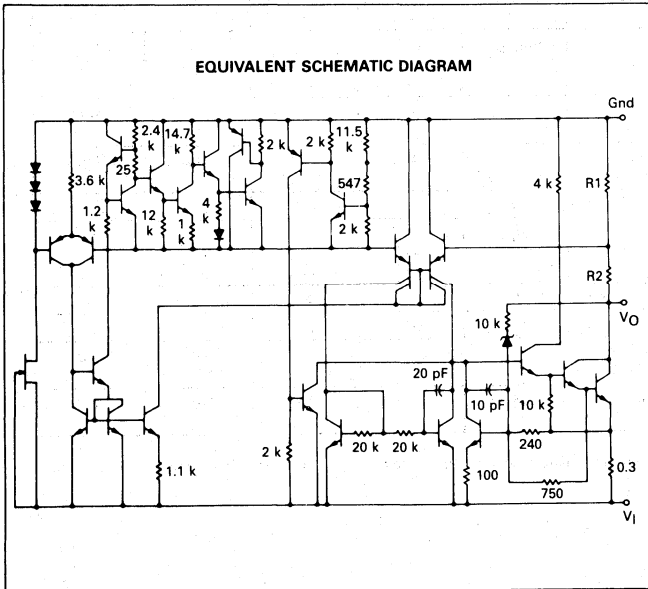 EQUIVALENT SCHEMATIC DIAGRAM
Gnd
2.4
k
14.7
k
2 k
2 k
11.5
k
3.6 k
25
4 k
R1
547
1.2
k
12
k
1
k
4
k
2 k
R2
10 k
VO
20 pF
10 pF
10 k
2 k
20 k
20 k
240
1.1 k
100
0.3
750
VI